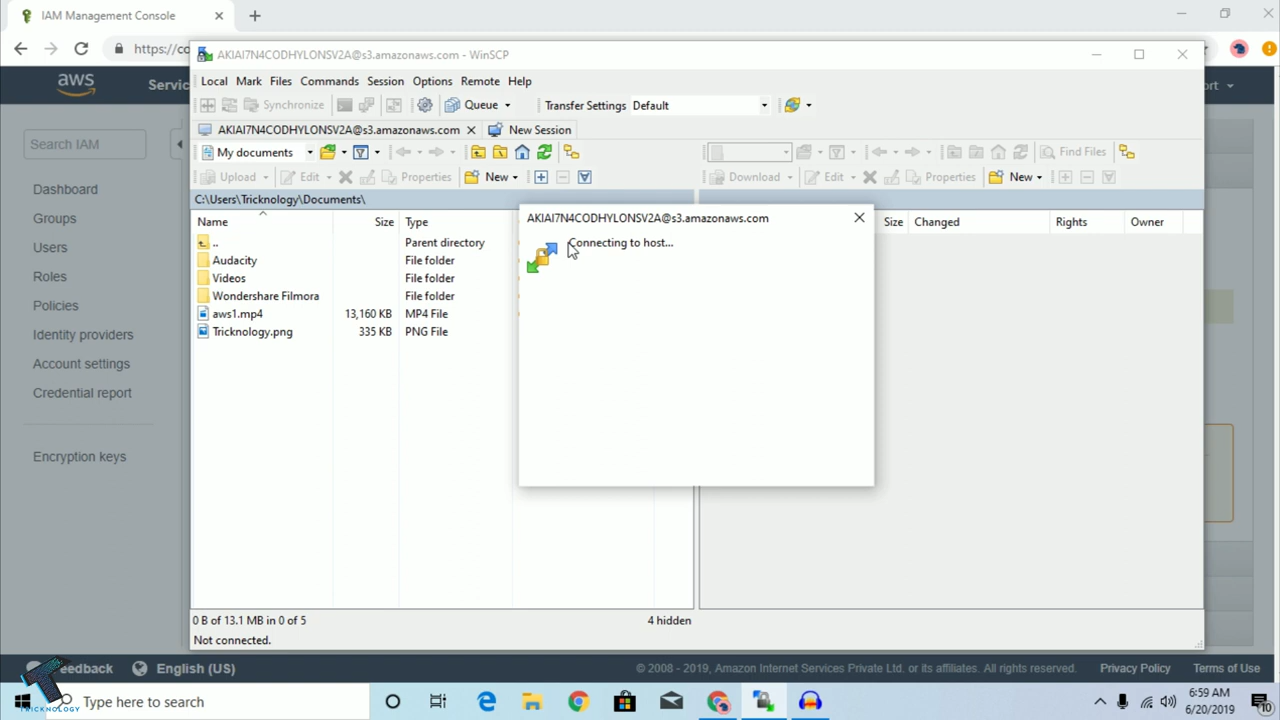 IAM Management Console
https://co
AKIAI7N4CODHYLONSV2A@s3.amazonaws.com - WinSCP
Local Mark Files Commands Session Options Remote Help
aws
Servic
ort
Synchronize
Queue
Transfer Settings Default
Search IAM
AKIAI7N4CODHYLONSV2A@s3.amazonaws.com
New Session
My documents
Find Files
Upload
Edit
Properties
New
Download
Edit
Properties
New
Dashboard
Groups
Users
Roles
Policies
Identity providers
Account settings
Credential report
Encryption keys
C:\Users\Tricknology\Documents\
Name Size Type
.. Parent directory
Audacity File folder
Videos File folder
Wondershare Filmora File folder
aws1.mp4 13,160 KB MP4 File
Tricknology.png 335 KB PNG File
Size Changed Rights Owner
AKIAI7N4CODHYLONSV2A@s3.amazonaws.com
Connecting to host...
0 B of 13.1 MB in 0 of 5
4 hidden
Not connected.
eedback
English (US)
© 2008 - 2019, Amazon Internet Services Private Ltd. or its affiliates. All rights reserved.
Privacy Policy
Terms of Use
TRICKNOLOGY
Type here to search
6:59 AM
6/20/2019
10